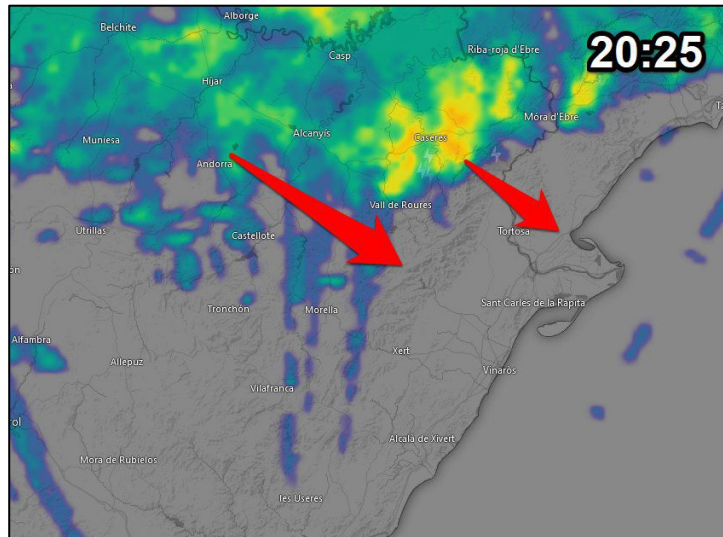 Alborge
20:25
Belchite
Casp
Riba-roja d'Ebre
Híjar
Móra d'Ebre
Muniesa
Alcanyís
Caseres
Andorra
Vall de Roures
Utrillas
Castellote
Tortosa
Tronchón
Morella
Sant Carles de la Ràpita
Alfambra
Allepuz
Xert
Vinaròs
Vilafranca
rol
Alcala de Xivert
Mora de Rubielos
les Useres